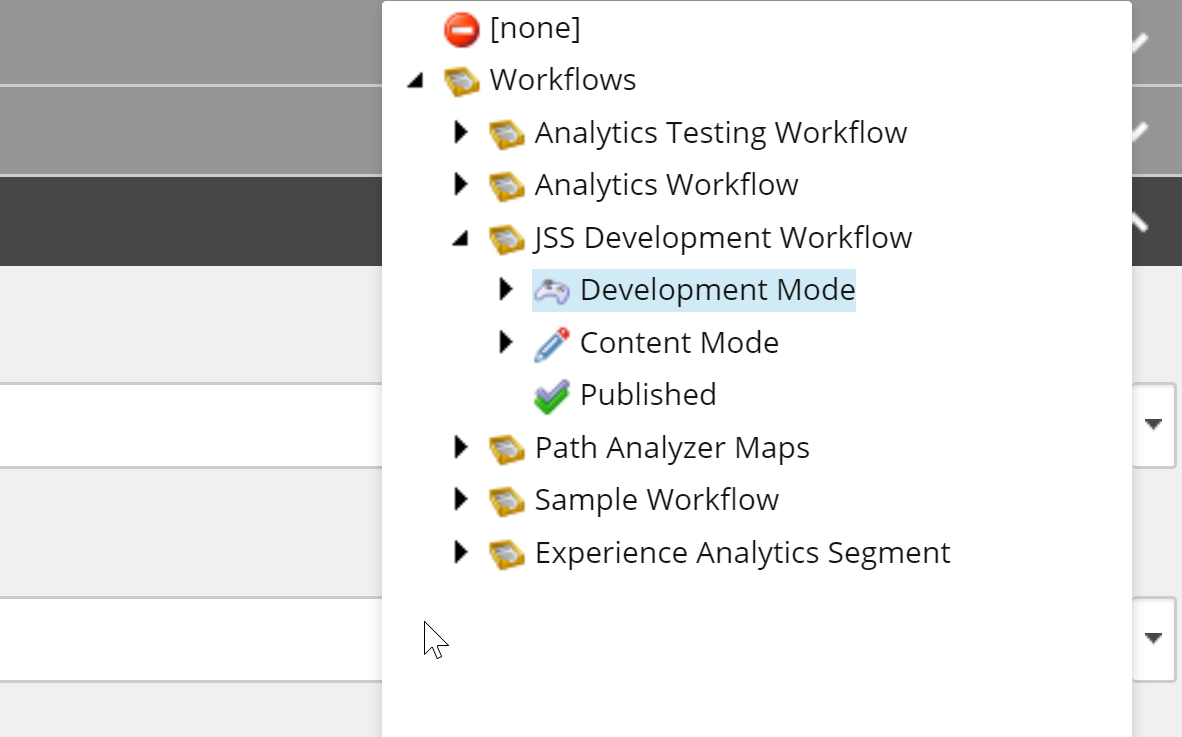 [none]
Workflows
Analytics Testing Workflow
Analytics Workflow
JSS Development Workflow
Development Mode
Content Mode
Published
Path Analyzer Maps
Sample Workflow
Experience Analytics Segment